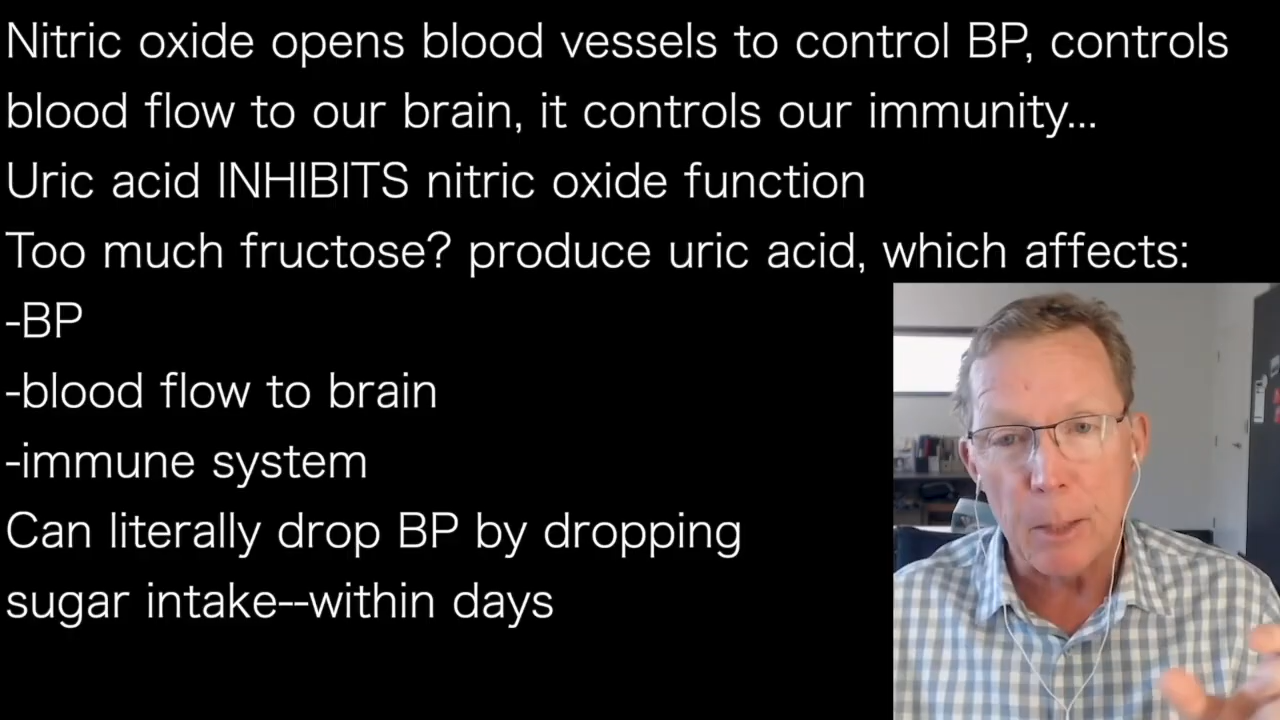 Nitric oxide opens blood vessels to control BP, controls
blood flow to our brain, it controls our immunity...
Uric acid INHIBITS nitric oxide function
Too much fructose? produce uric acid, which affects:
-BP
-blood flow to brain
-immune system
Can literally drop BP by dropping
sugar intake--within days